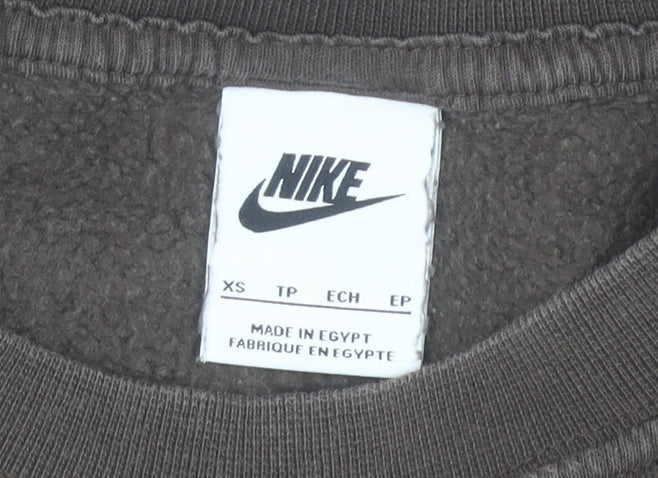 NIKE
XS TP ECH EP
MADE IN EGYPT
FABRIQUE EN EGYPTE